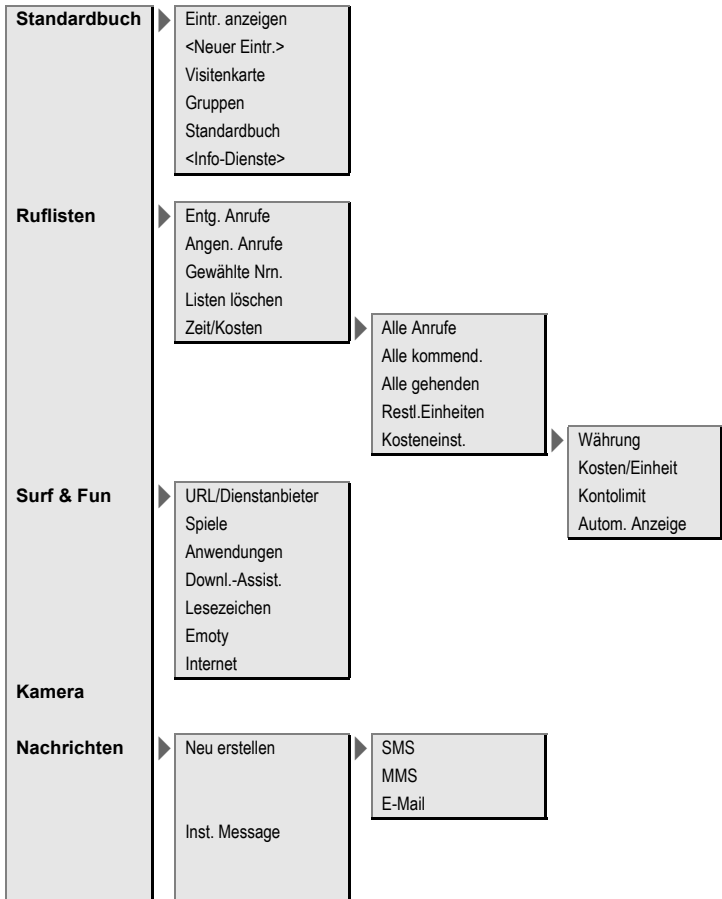 Standardbuch
Eintr. anzeigen
<Neuer Eintr.>
Visitenkarte
Gruppen
Standardbuch
<Info-Dienste>
Ruflisten
Entg. Anrufe
Angen. Anrufe
Gewählte Nrn.
Listen löschen
Zeit/Kosten
Alle Anrufe
Alle kommend.
Alle gehenden
Restl.Einheiten
Kosteneinst.
Währung
Kosten/Einheit
Kontolimit
Autom. Anzeige
Surf & Fun
URL/Dienstanbieter
Spiele
Anwendungen
Downl.-Assist.
Lesezeichen
Emoty
Internet
Kamera
Nachrichten
Neu erstellen
SMS
MMS
E-Mail
Inst. Message